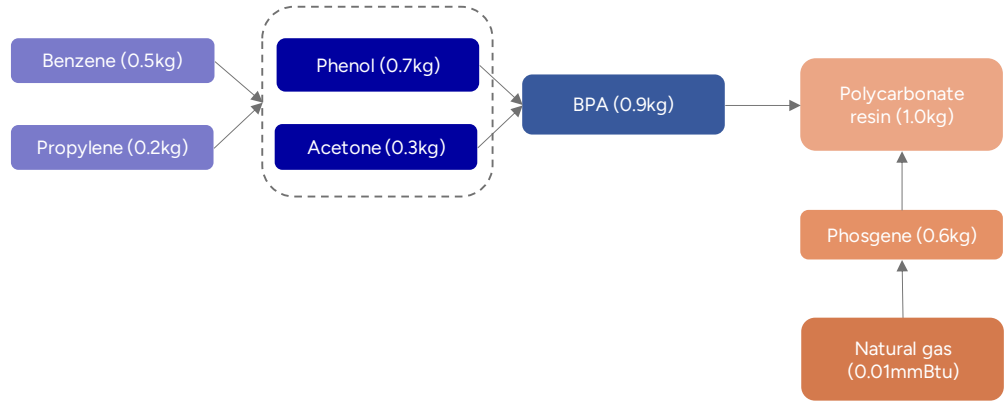 Benzene (0.5kg)
Propylene (0.2kg)
Phenol (0.7kg)
Acetone (0.3kg)
BPA (0.9kg)
Polycarbonate
resin (1.0kg)
Phosgene (0.6kg)
Natural gas
(0.01mmBtu)